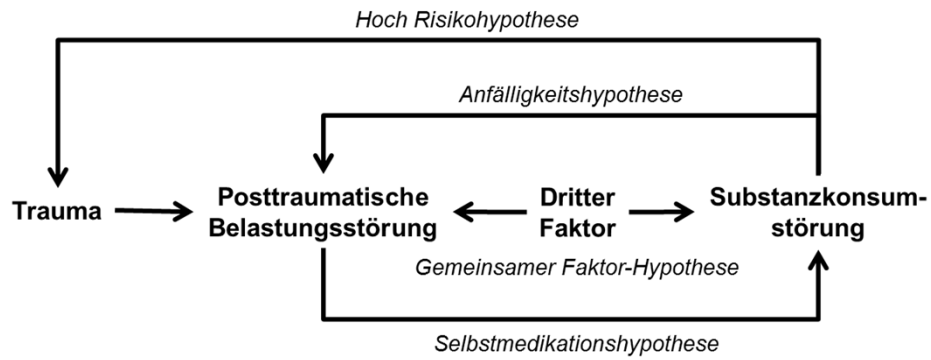 Hoch Risikohypothese
Anfälligkeitshypothese
Trauma
Posttraumatische
Belastungsstörung
Dritter
Faktor
Substanzkonsum-
störung
Gemeinsamer Faktor-Hypothese
Selbstmedikationshypothese